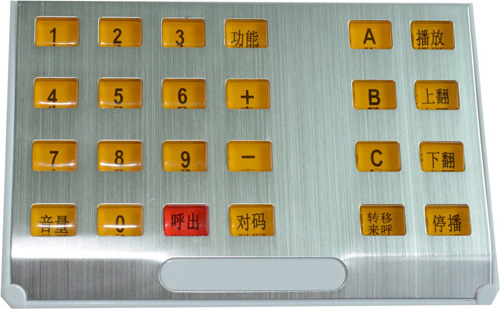 1 2 3 功能 A 播放
4 5 6 + B 上翻
7 8 9 - C 下翻
音量 0 呼出 对码 转移 停播
来呼